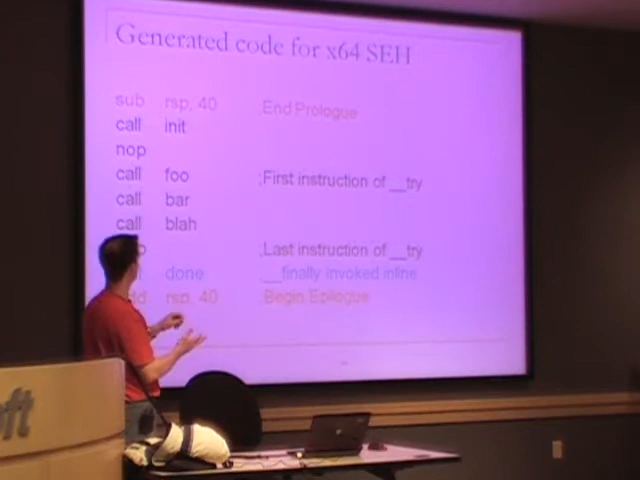 Generated code for x64 SEH
sub rsp, 40 ;End Prologue
call init
nop
call foo ;First instruction of __try
call bar
call blah
;Last instruction of __try
done ;__finally invoked inline
rsp, 40 ;Begin Epilogue
oft